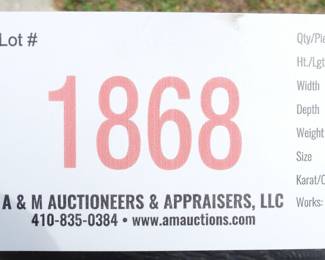 Lot #
1868
A & M AUCTIONEERS & APPRAISERS, LLC
410-835-0384 • www.amauctions.com
Qty/Pie
Ht./Lgt
Width
Depth
Weight
Size
Karat/C
Works: